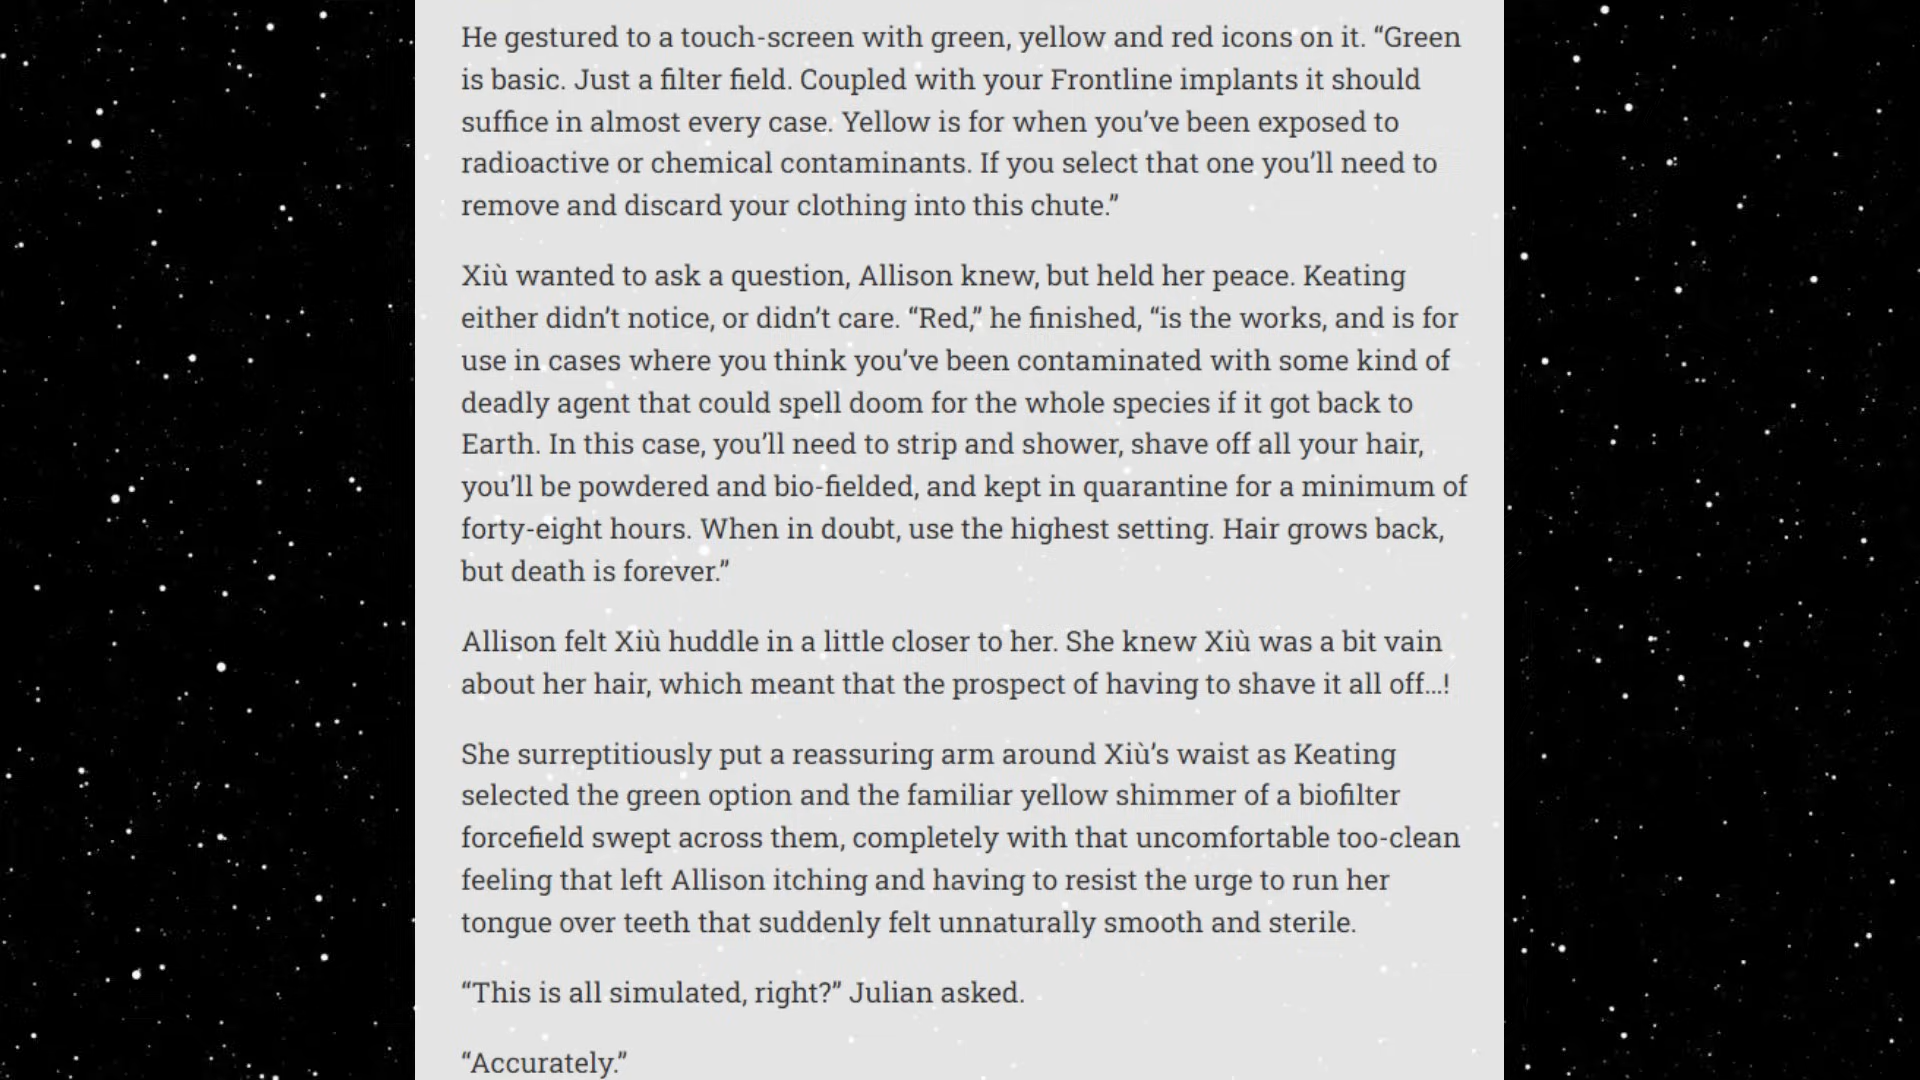 He gestured to a touch-screen with green, yellow and red icons on it. “Green
is basic. Just a filter field. Coupled with your Frontline implants it should
suffice in almost every case. Yellow is for when you’ve been exposed to
radioactive or chemical contaminants. If you select that one you’ll need to
remove and discard your clothing into this chute.”
Xiù wanted to ask a question, Allison knew, but held her peace. Keating
either didn’t notice, or didn’t care. “Red,” he finished, “is the works, and is for
use in cases where you think you’ve been contaminated with some kind of
deadly agent that could spell doom for the whole species if it got back to
Earth. In this case, you’ll need to strip and shower, shave off all your hair,
you’ll be powdered and bio-fielded, and kept in quarantine for a minimum of
forty-eight hours. When in doubt, use the highest setting. Hair grows back,
but death is forever.”
Allison felt Xiù huddle in a little closer to her. She knew Xiù was a bit vain
about her hair, which meant that the prospect of having to shave it all off…!
She surreptitiously put a reassuring arm around Xiù’s waist as Keating
selected the green option and the familiar yellow shimmer of a biofilter
forcefield swept across them, completely with that uncomfortable too-clean
feeling that left Allison itching and having to resist the urge to run her
tongue over teeth that suddenly felt unnaturally smooth and sterile.
“This is all simulated, right?” Julian asked.
“Accurately.”